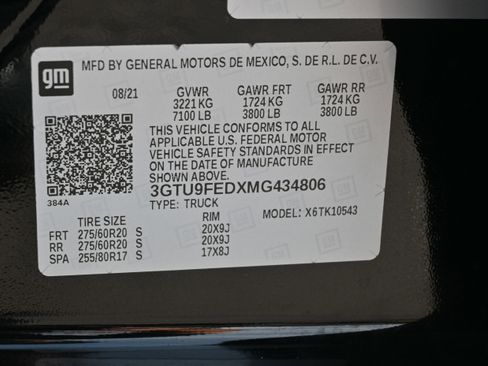 gm
MFD BY GENERAL MOTORS DE MEXICO, S. DE R.L. DE C.V.
08/21 GVWR GAWR FRT GAWR RR
3221 KG 1724 KG 1724 KG
7100 LB 3800 LB 3800 LB
THIS VEHICLE CONFORMS TO ALL
APPLICABLE U.S. FEDERAL MOTOR
VEHICLE SAFETY STANDARDS IN EFFECT
ON THE DATE OF MANUFACTURE
SHOWN ABOVE.
384A
3GTU9FEDXMG434806
TYPE: TRUCK MODEL: X6TK10543
TIRE SIZE RIM
FRT 275/60R20 S 20X9J
RR 275/60R20 S 20X9J
SPA 255/80R17 S 17X8J